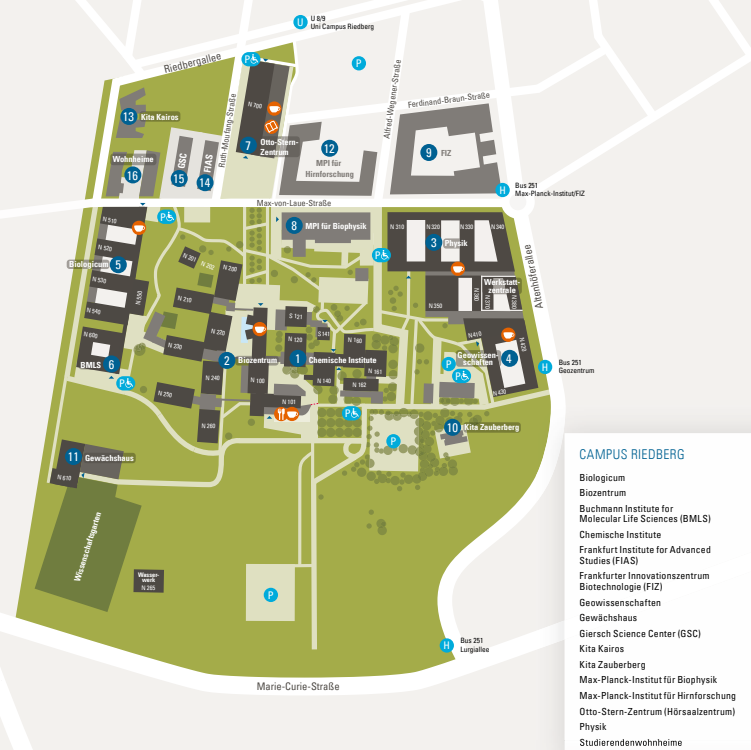 U
U 8/9
Uni Campus Riedberg
Riedbergallee
P
P
Alfred-Wegener-Straße
Ferdinand-Braun-Straße
Ruth-Moufang-Straße
N 700
13 Kita Kairos
7 Otto-Stern-
Zentrum
12
MPI für
Hirnforschung
9 FIZ
GSC
FIAS
Wohnheime
16
15
14
H
Bus 251
Max-Planck-Institut/FIZ
Max-von-Laue-Straße
N 510
P
8 MPI für Biophysik
N 310
N 320
N 330
N 340
3 Physik
N 520
Biologicum 5
N 530
N 540
N 550
N 201
N 202
N 200
P
Altenhöferallee
Werkstatt-
zentrale
N 350
N 210
S 131
S 141
N 120
N 160
N 220
N 230
N 410
N 420
N 600
BMLS 6
2 Biozentrum
1 Chemische Institute
Geowissen-
schaften 4
P
P
H
Bus 251
Geozentrum
N 161
N 162
N 140
N 100
N 240
N 250
N 260
N 101
N 430
P
P
P
10 Kita Zauberberg
11 Gewächshaus
N 610
Wissenschaftsgarten
Wasser-
werk
N 265
P
H
Bus 251
Lurgiallee
Marie-Curie-Straße
CAMPUS RIEDBERG
Biologicum
Biozentrum
Buchmann Institute for
Molecular Life Sciences (BMLS)
Chemische Institute
Frankfurt Institute for Advanced
Studies (FIAS)
Frankfurter Innovationszentrum
Biotechnologie (FIZ)
Geowissenschaften
Gewächshaus
Giersch Science Center (GSC)
Kita Kairos
Kita Zauberberg
Max-Planck-Institut für Biophysik
Max-Planck-Institut für Hirnforschung
Otto-Stern-Zentrum (Hörsaalzentrum)
Physik
Studierendenwohnheime